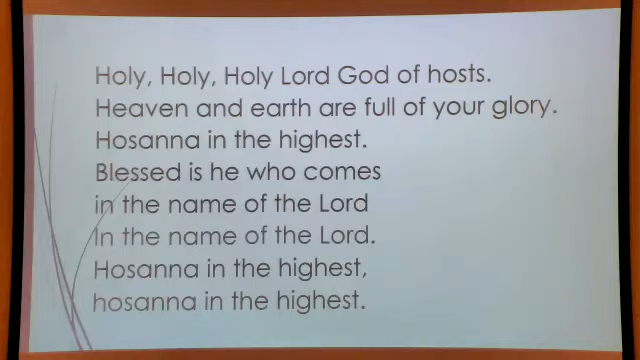 Holy, Holy, Holy Lord God of hosts.
Heaven and earth are full of your glory.
Hosanna in the highest.
Blessed is he who comes
in the name of the Lord
In the name of the Lord.
Hosanna in the highest,
hosanna in the highest.